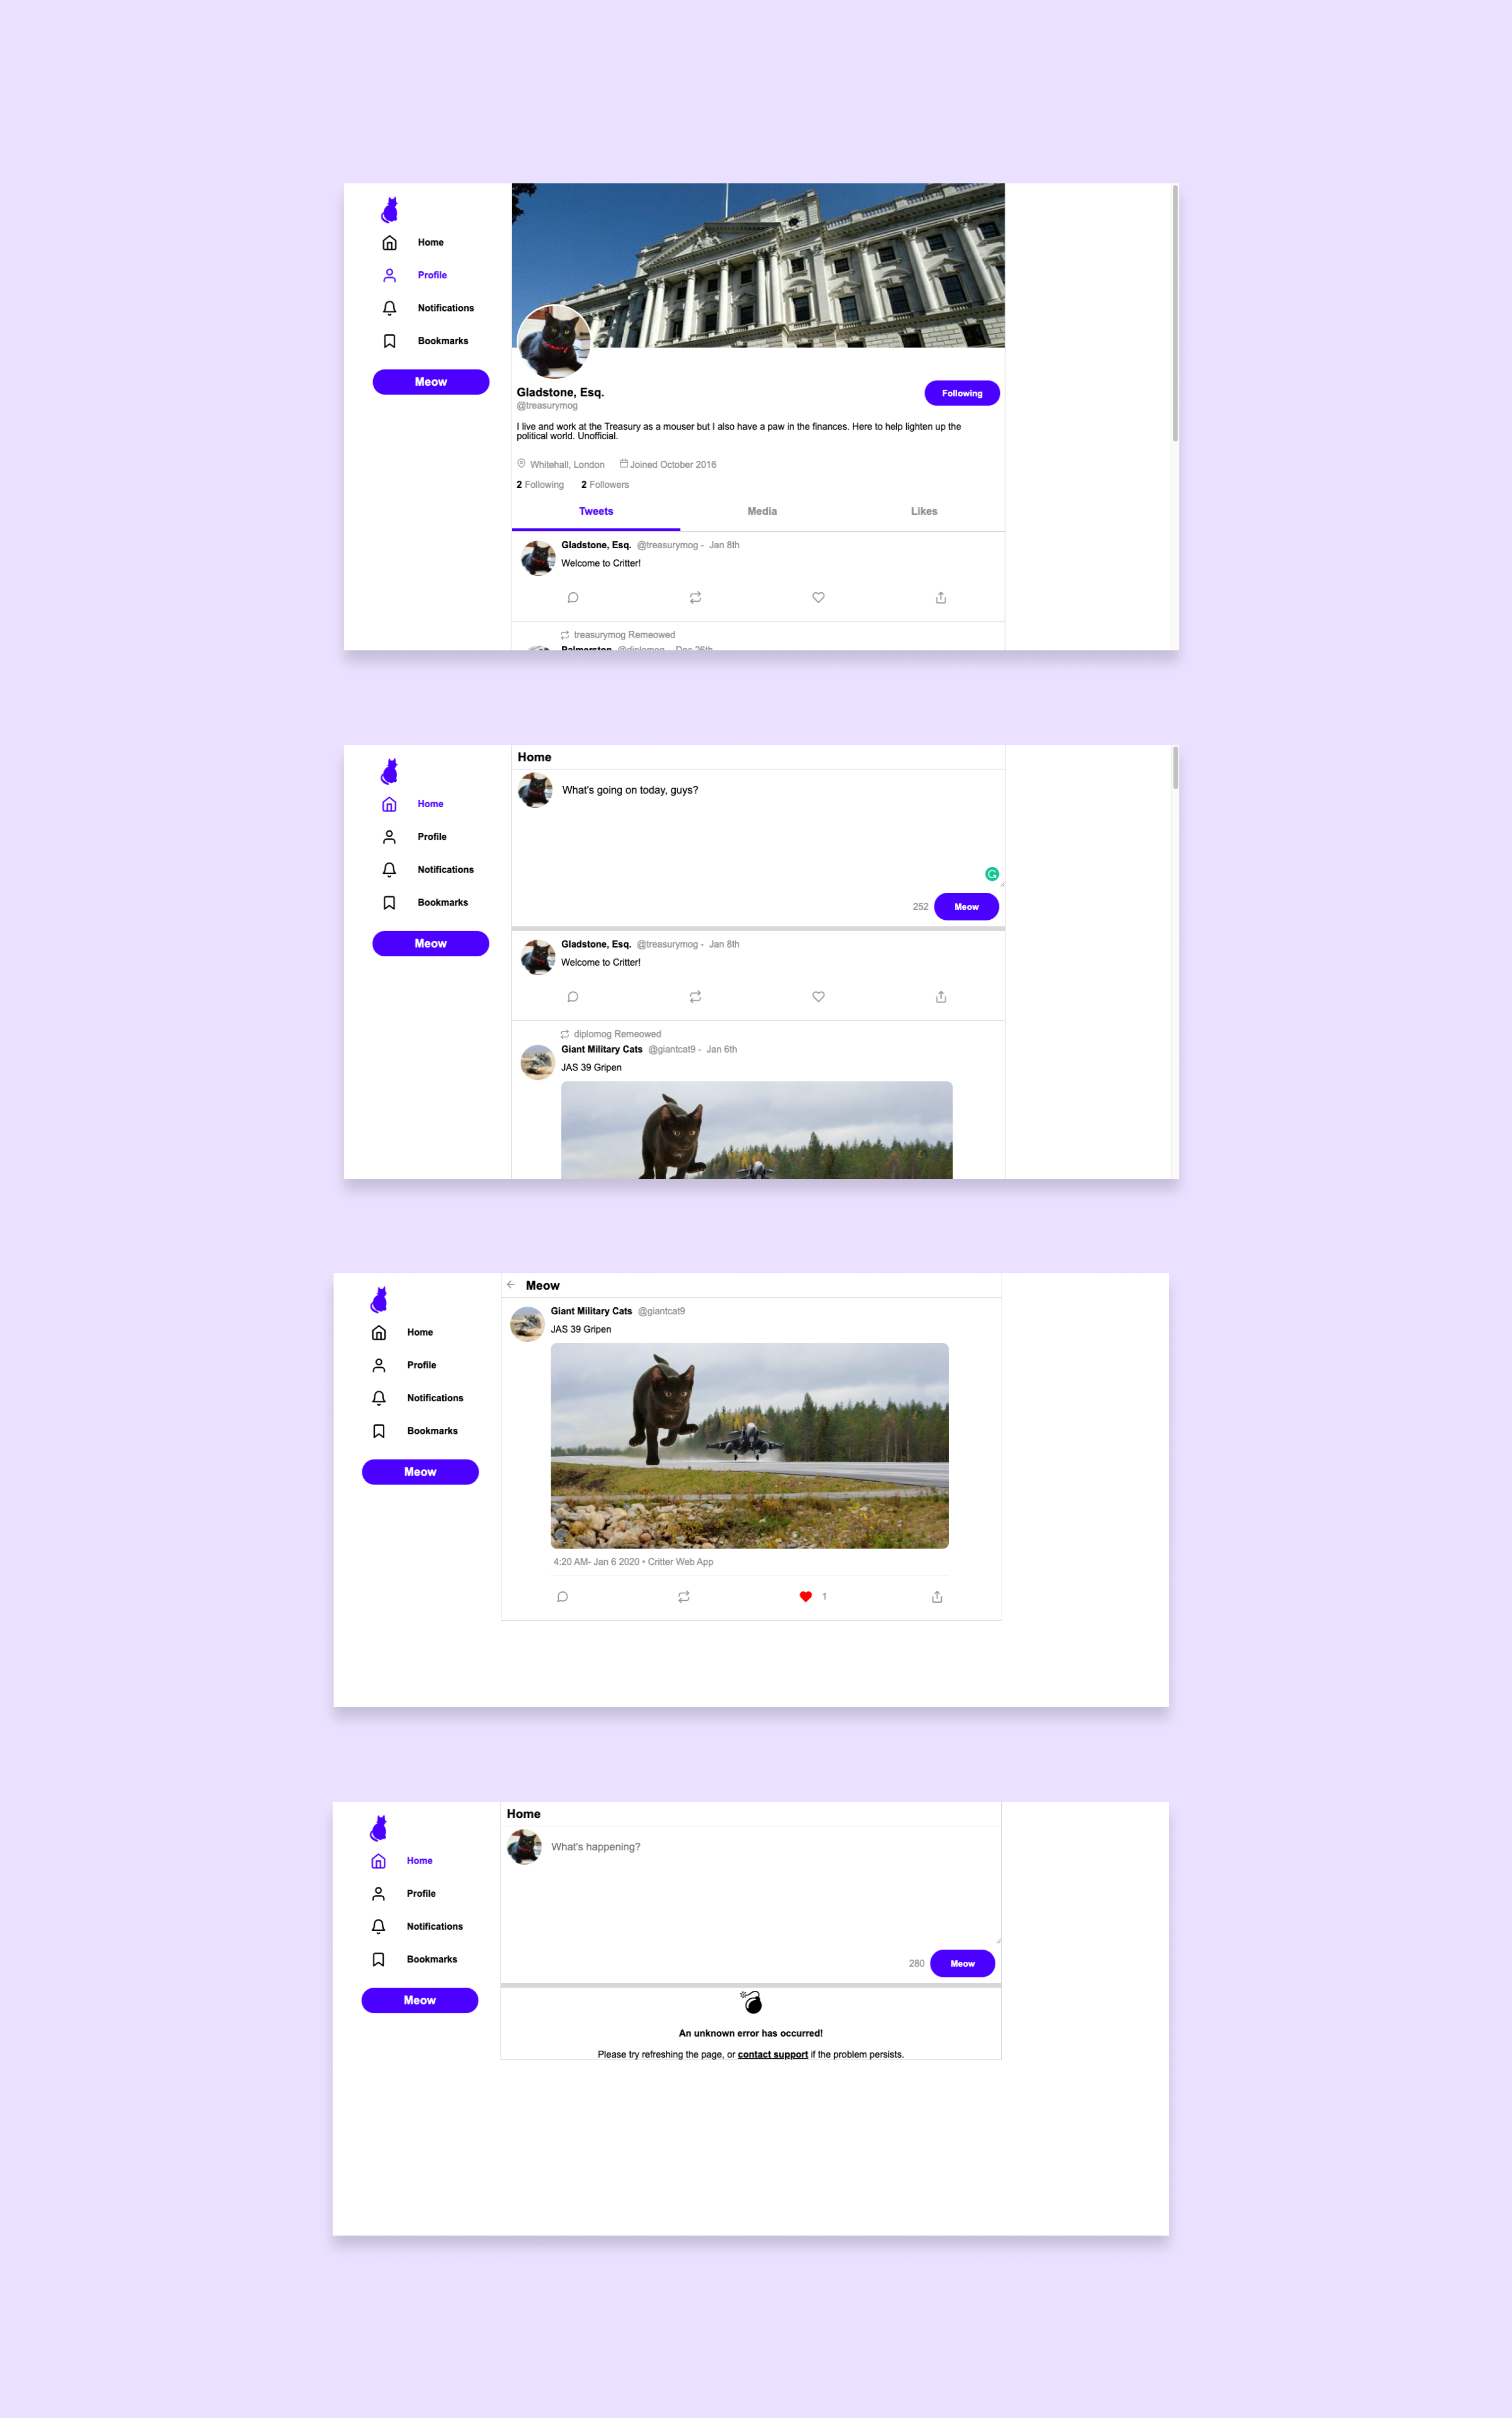 Home
Profile
Notifications
Bookmarks
Meow
Gladstone, Esq.
@treasurymog
Following
I live and work at the Treasury as a mouser but I also have a paw in the finances. Here to help lighten up the
political world. Unofficial.
Whitehall, London Joined October 2016
2 Following 2 Followers
Tweets Media Likes
Gladstone, Esq. @treasurymog - Jan 8th
Welcome to Critter!
treasurymog Remeowed
Palmerston @diplomog - Dec 26th
Home
Profile
Notifications
Bookmarks
Meow
Home
What's going on today, guys?
252 Meow
Gladstone, Esq. @treasurymog - Jan 8th
Welcome to Critter!
diplomog Remeowed
Giant Military Cats @giantcat9 - Jan 6th
JAS 39 Gripen
Home
Profile
Notifications
Bookmarks
Meow
Meow
Giant Military Cats @giantcat9
JAS 39 Gripen
4:20 AM- Jan 6 2020 • Critter Web App
1
Home
Profile
Notifications
Bookmarks
Meow
Home
What's happening?
280 Meow
An unknown error has occurred!
Please try refreshing the page, or contact support if the problem persists.